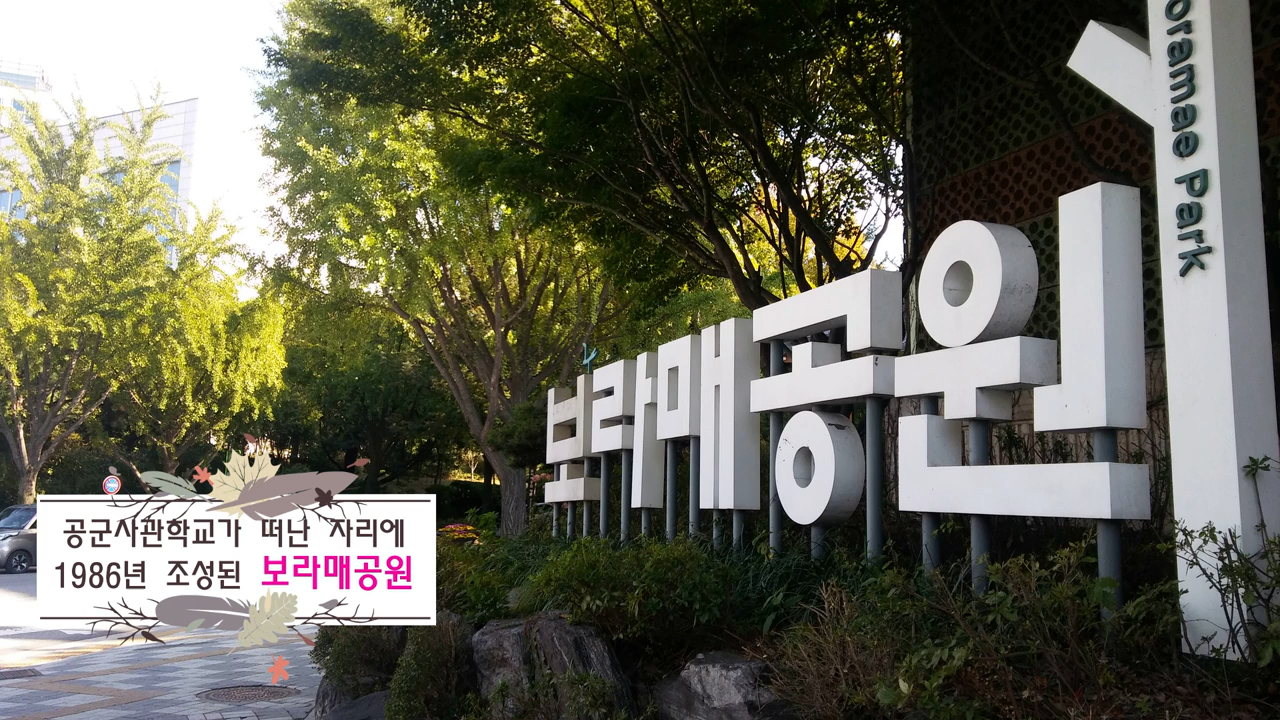 보라매공원
oramae Park
공군사관학교가 떠난 자리에
1986년 조성된 보라매공원